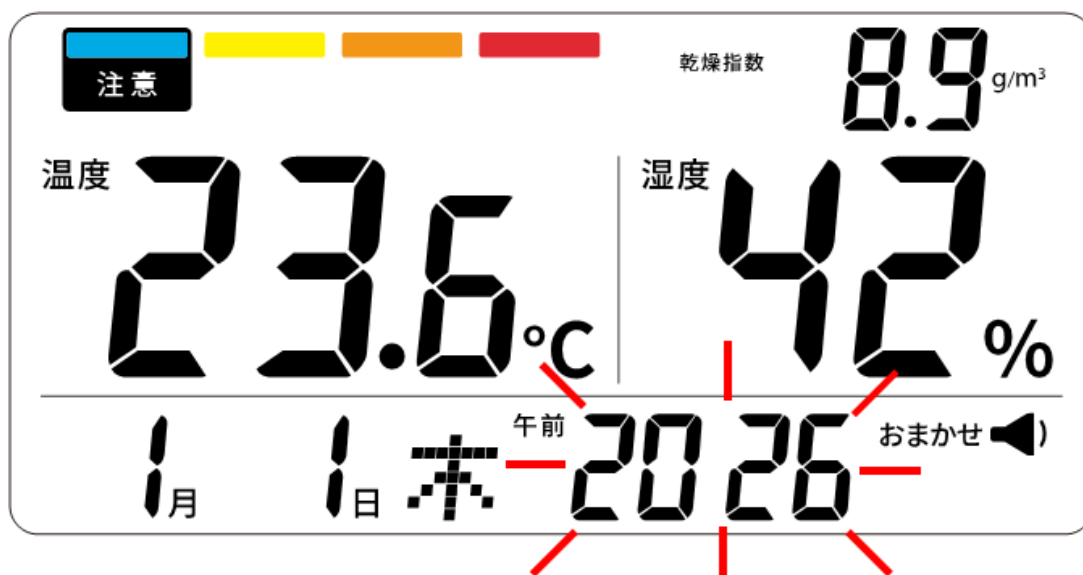 注意
乾燥指数 8.9 g/m³
温度 23.6 ℃
湿度 42 %
1月 1日 木 午前 2026 おまかせ